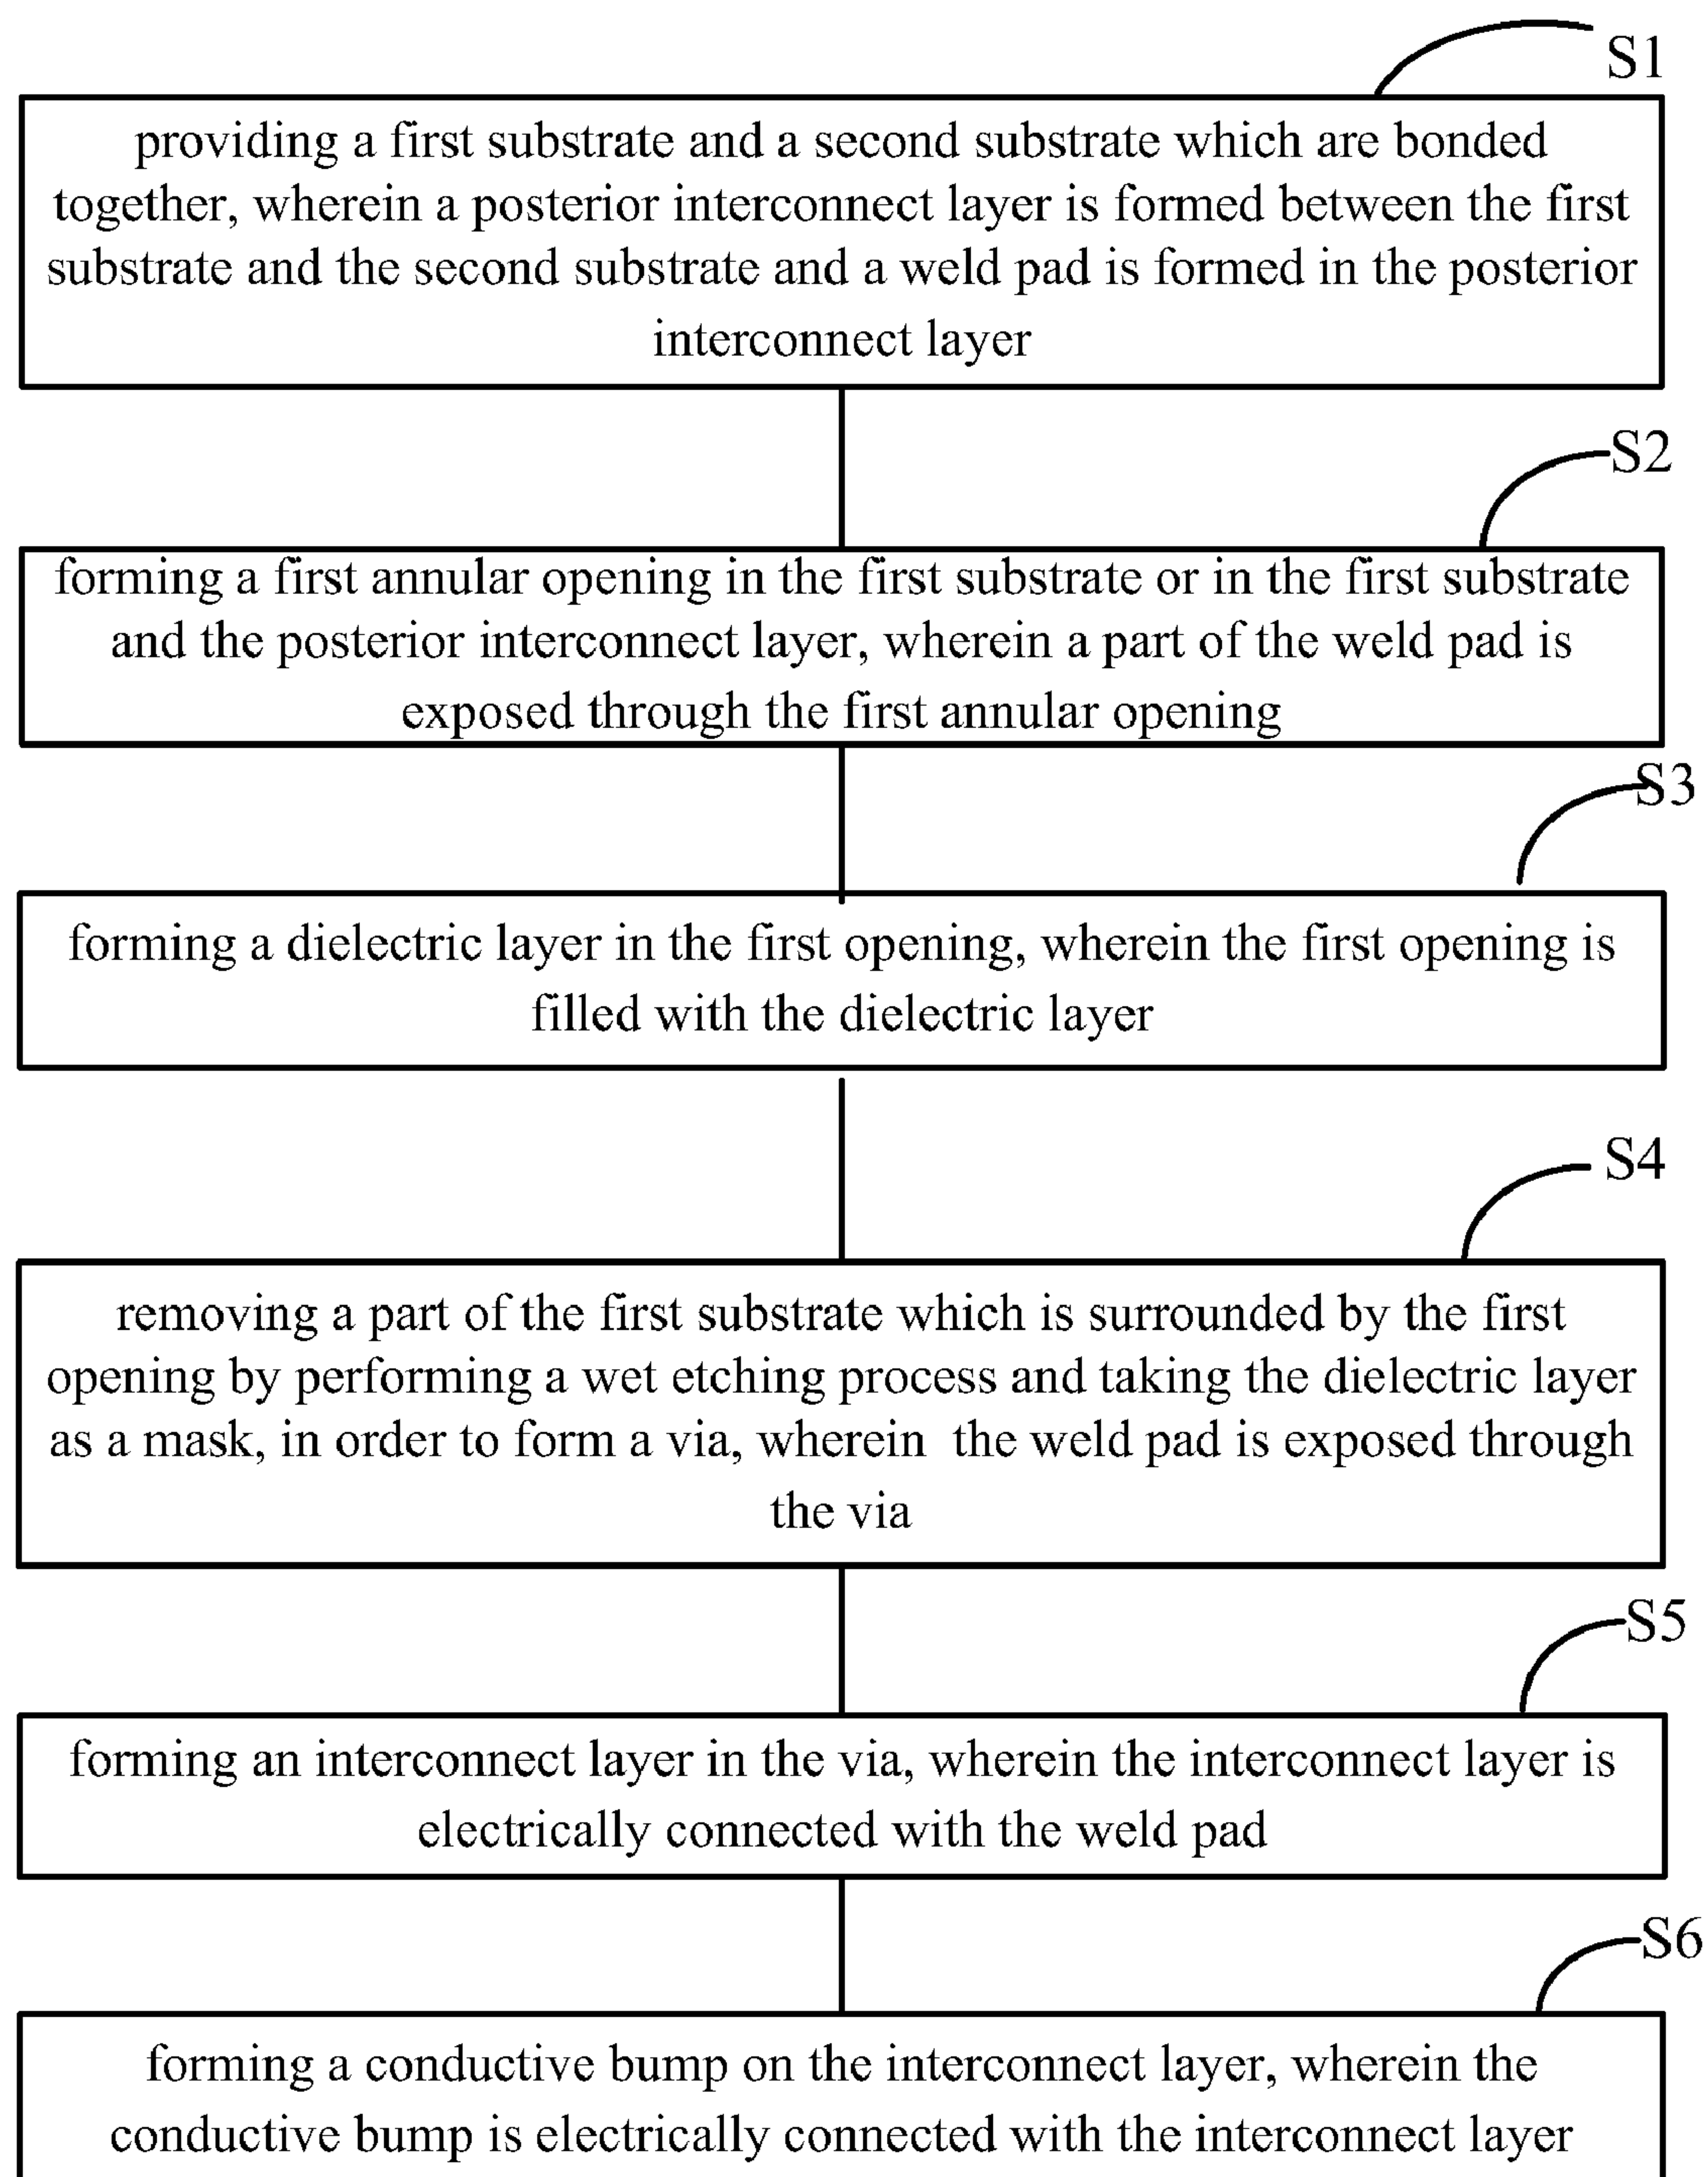 S1
providing a first substrate and a second substrate which are bonded
together, wherein a posterior interconnect layer is formed between the first
substrate and the second substrate and a weld pad is formed in the posterior
interconnect layer
S2
forming a first annular opening in the first substrate or in the first substrate
and the posterior interconnect layer, wherein a part of the weld pad is
exposed through the first annular opening
S3
forming a dielectric layer in the first opening, wherein the first opening is
filled with the dielectric layer
S4
removing a part of the first substrate which is surrounded by the first
opening by performing a wet etching process and taking the dielectric layer
as a mask, in order to form a via, wherein the weld pad is exposed through
the via
S5
forming an interconnect layer in the via, wherein the interconnect layer is
electrically connected with the weld pad
S6
forming a conductive bump on the interconnect layer, wherein the
conductive bump is electrically connected with the interconnect layer